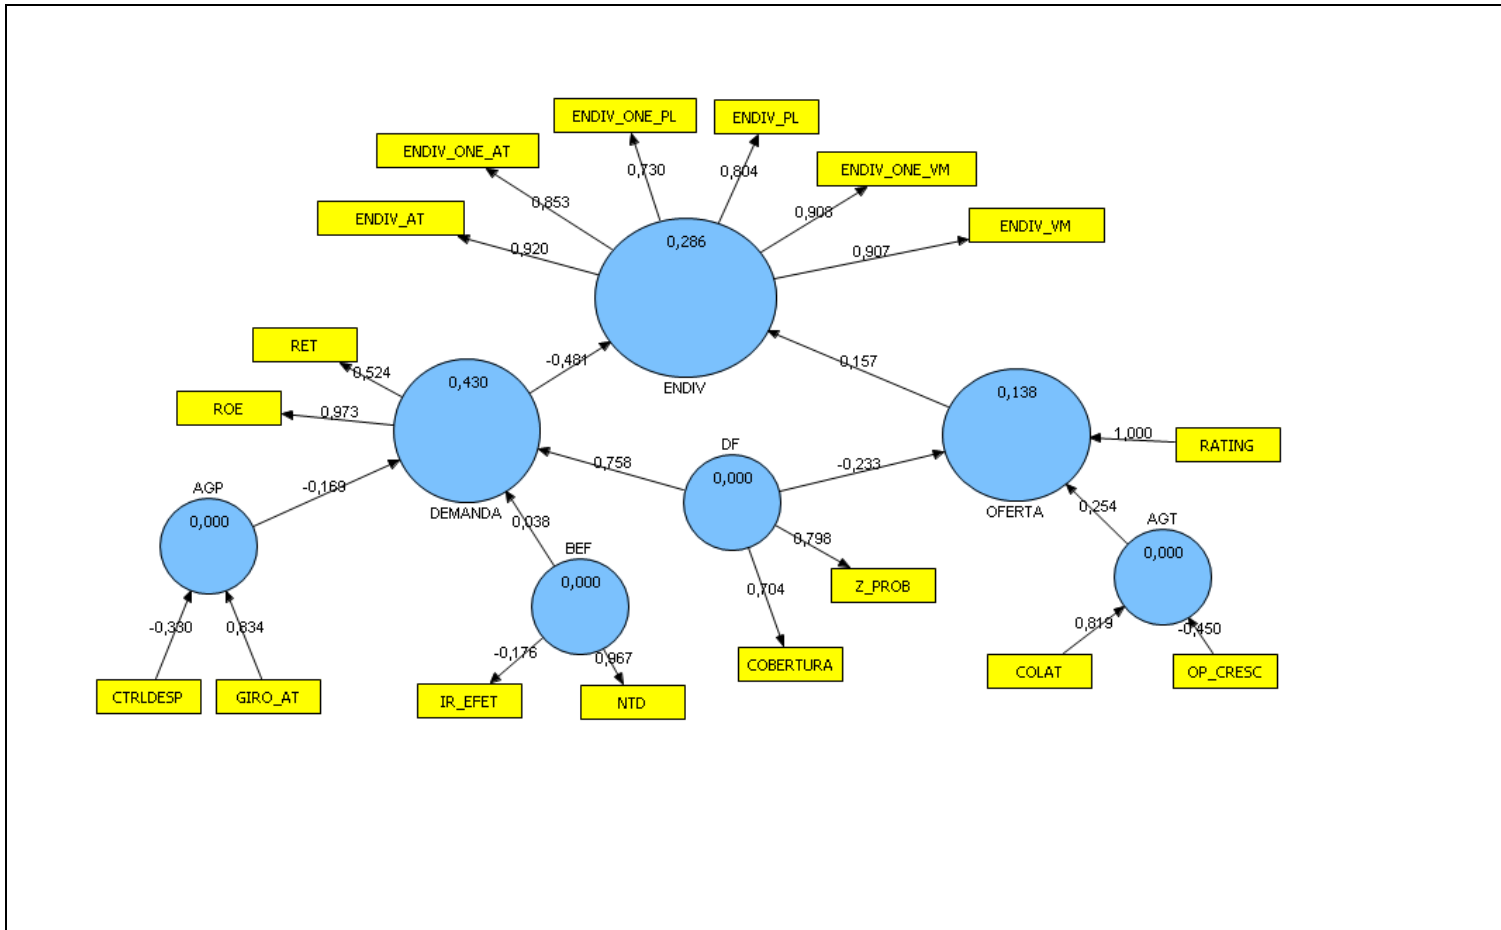 ENDIV_ONE_PL
ENDIV_PL
ENDIV_ONE_AT
ENDIV_ONE_VM
0,730
0,804
0,853
0,908
ENDIV_AT
ENDIV_VM
0,920
0,286
0,907
RET
-0,481
0,157
ENDIV
0,524
0,430
0,138
ROE
0,973
DF
1,000
RATING
0,758
-0,233
AGP
-0,169
0,000
DEMANDA
OFERTA
0,254
AGT
0,000
0,038
0,798
BEF
0,000
0,000
Z_PROB
0,704
-0,330
0,834
0,819
-0,450
-0,176
0,967
COBERTURA
COLAT
OP_CRESC
CTRLDESP
GIRO_AT
IR_EFET
NTD